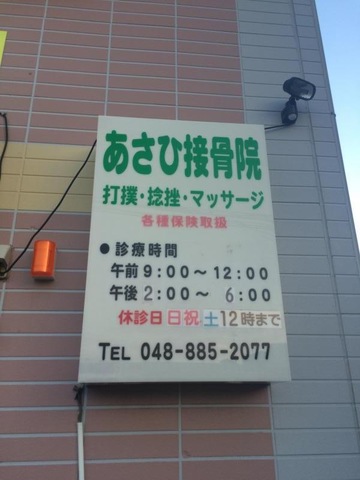 あさひ接骨院
打撲・捻挫・マッサージ
各種保険取扱
●診療時間
午前9:00～12:00
午後2:00～ 6:00
休診日日祝土12時まで
TEL 048-885-2077